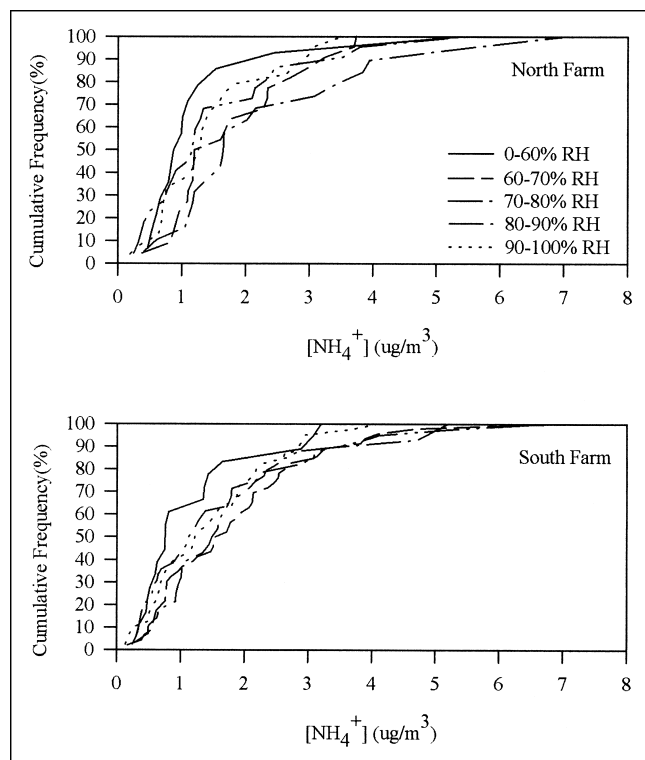 100
90
80
70
60
50
40
30
20
10
0
Cumulative Frequency(%)
North Farm
0-60% RH
60-70% RH
70-80% RH
80-90% RH
90-100% RH
0 1 2 3 4 5 6 7 8
[NH4+] (ug/m3)
100
90
80
70
60
50
40
30
20
10
0
Cumulative Frequency(%)
South Farm
0 1 2 3 4 5 6 7 8
[NH4+] (ug/m3)